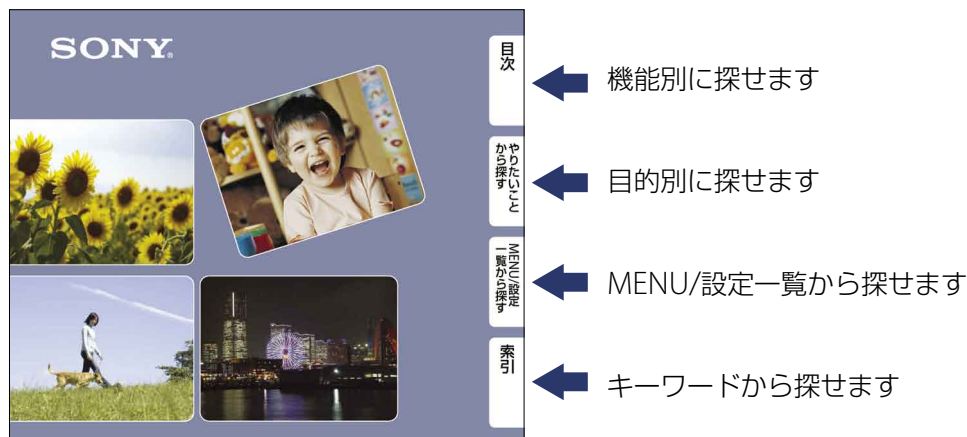 SONY
目次
機能別に探せます
やりたいこと
から探す
目的別に探せます
MENU/設定
一覧から探す
MENU/設定一覧から探せます
索引
キーワードから探せます